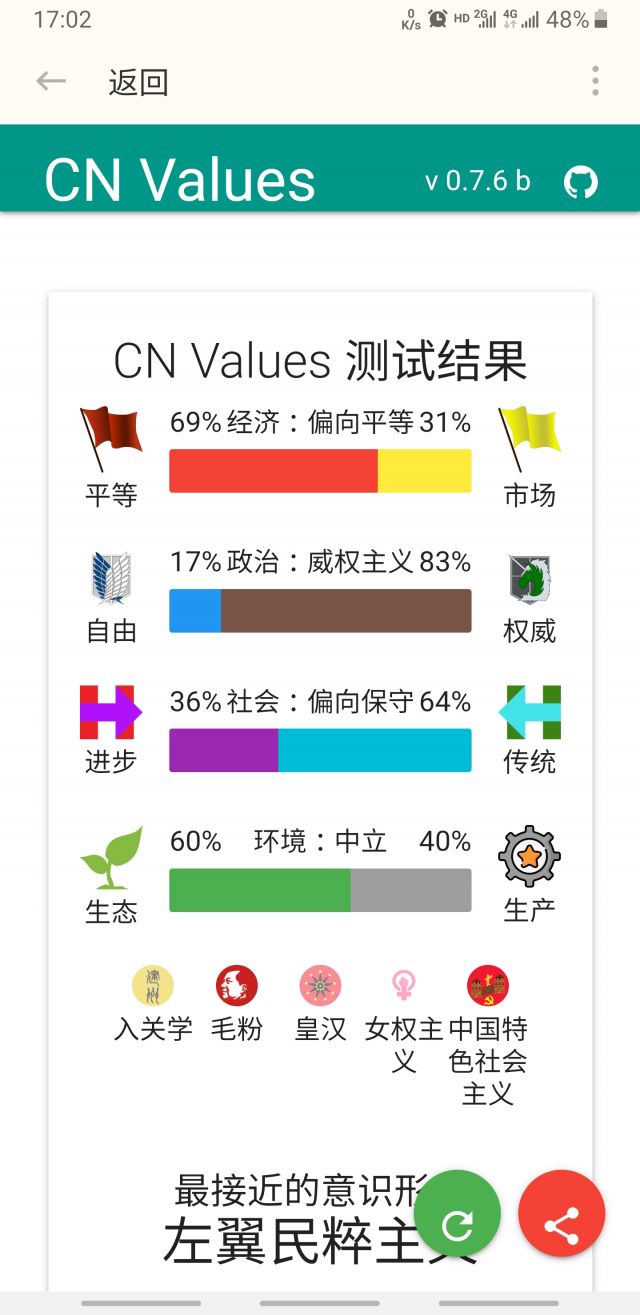 17:02
0 K/s HD 2G 4G 48%
返回
CN Values v 0.7.6 b
CN Values 测试结果
69% 经济：偏向平等 31%
平等 市场
17% 政治：威权主义 83%
自由 权威
36% 社会：偏向保守 64%
进步 传统
60% 环境：中立 40%
生态 生产
入关学 毛粉 皇汉 女权主 中国特
义 色社会
主义
最接近的意识形
左翼民粹主